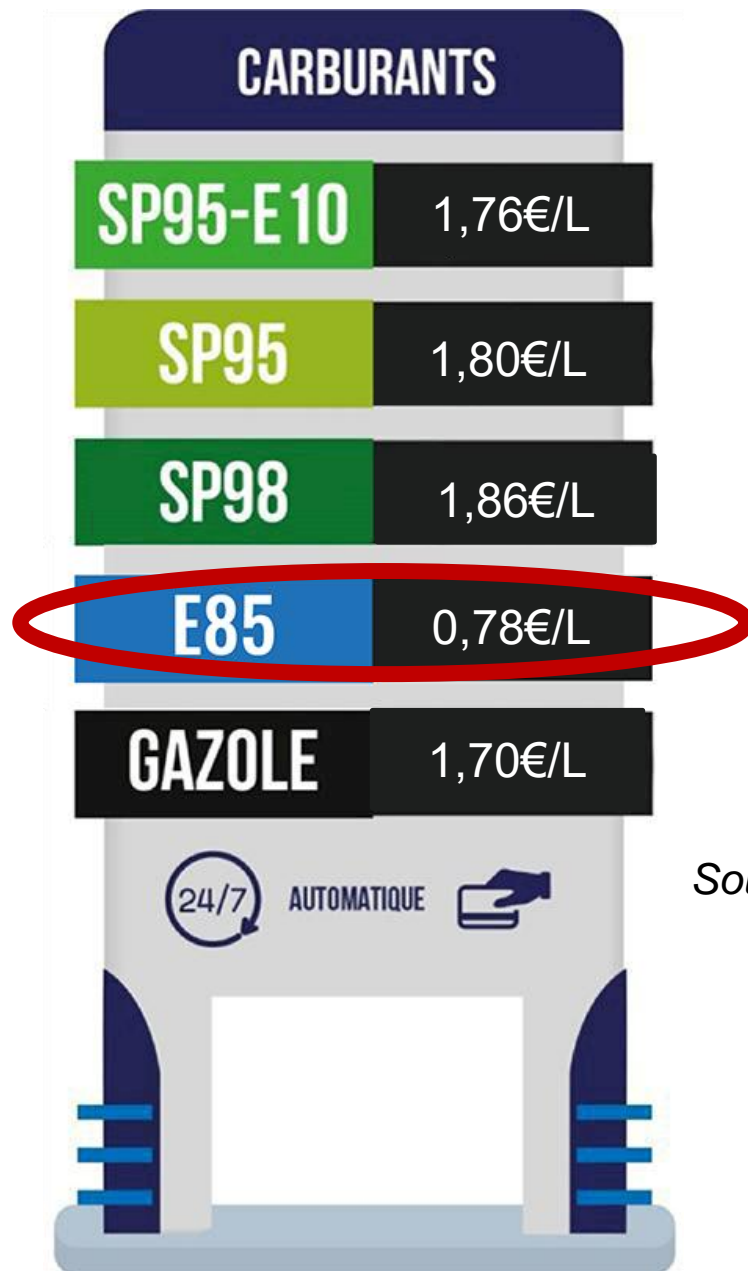 CARBURANTS
SP95-E10 1,76€/L
SP95 1,80€/L
SP98 1,86€/L
E85 0,78€/L
GAZOLE 1,70€/L
24/7 AUTOMATIQUE